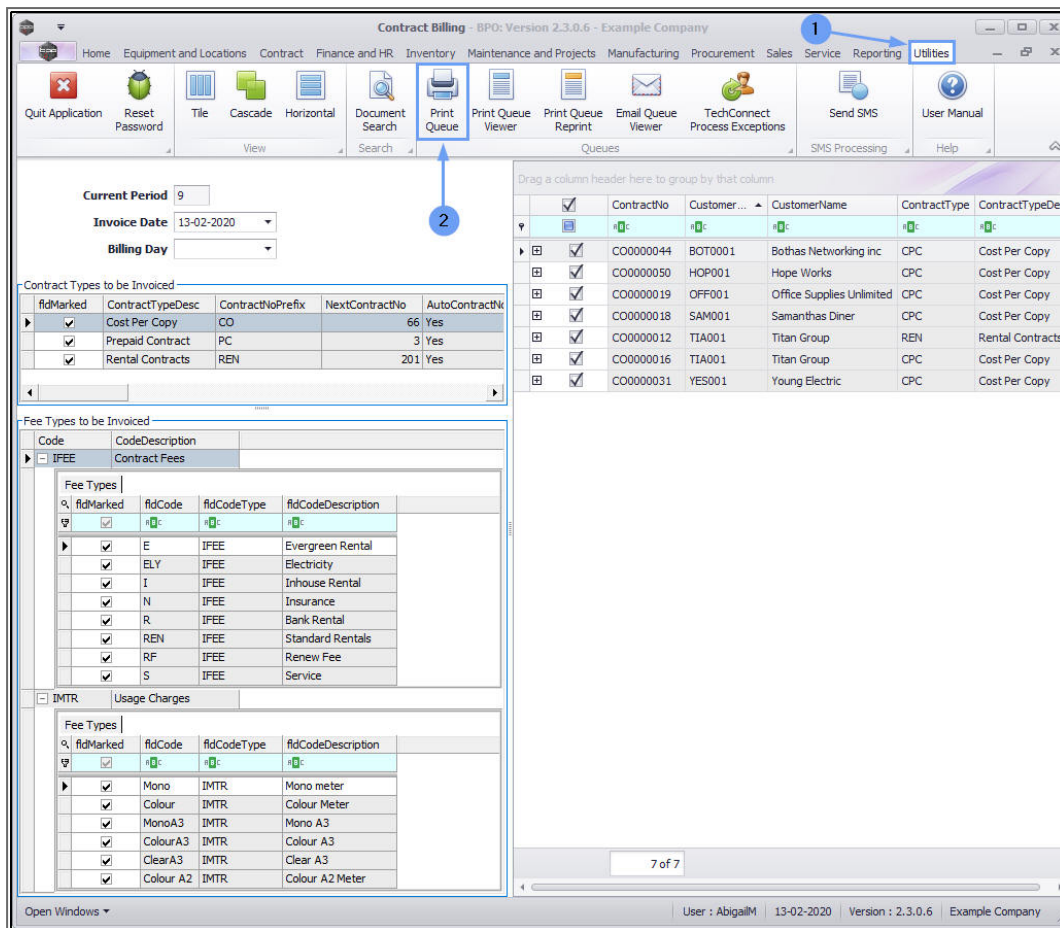 Contract Billing - BPO: Version 2.3.0.6 - Example Company
1
Home Equipment and Locations Contract Finance and HR Inventory Maintenance and Projects Manufacturing Procurement Sales Service Reporting Utilities
Quit Application Reset Password Tile Cascade Horizontal Document Search Print Queue Print Queue Viewer Print Queue Reprint Email Queue Viewer TechConnect Process Exceptions Send SMS User Manual
View Search Queues SMS Processing Help
2
Current Period 9
Invoice Date 13-02-2020
Billing Day
Contract Types to be Invoiced
fldMarked ContractTypeDesc ContractNoPrefix NextContractNo AutoContractNo
Cost Per Copy CO 66 Yes
Prepaid Contract PC 3 Yes
Rental Contracts REN 201 Yes
Fee Types to be Invoiced
Code CodeDescription
IFEE Contract Fees
Fee Types
fldMarked fldCode fldCodeType fldCodeDescription
E IFEE Evergreen Rental
ELY IFEE Electricity
I IFEE Inhouse Rental
N IFEE Insurance
R IFEE Bank Rental
REN IFEE Standard Rentals
RF IFEE Renew Fee
S IFEE Service
IMTR Usage Charges
Fee Types
fldMarked fldCode fldCodeType fldCodeDescription
Mono IMTR Mono meter
Colour IMTR Colour Meter
MonoA3 IMTR Mono A3
ColourA3 IMTR Colour A3
ClearA3 IMTR Clear A3
Colour A2 IMTR Colour A2 Meter
Drag a column header here to group by that column
ContractNo Customer... CustomerName ContractType ContractTypeDe
CO0000044 BOT0001 Bothas Networking inc CPC Cost Per Copy
CO0000050 HOP001 Hope Works CPC Cost Per Copy
CO0000019 OFF001 Office Supplies Unlimited CPC Cost Per Copy
CO0000018 SAM001 Samanthas Diner CPC Cost Per Copy
CO0000012 TIA001 Titan Group REN Rental Contracts
CO0000016 TIA001 Titan Group CPC Cost Per Copy
CO0000031 YES001 Young Electric CPC Cost Per Copy
7 of 7
Open Windows User : AbigailM 13-02-2020 Version : 2.3.0.6 Example Company